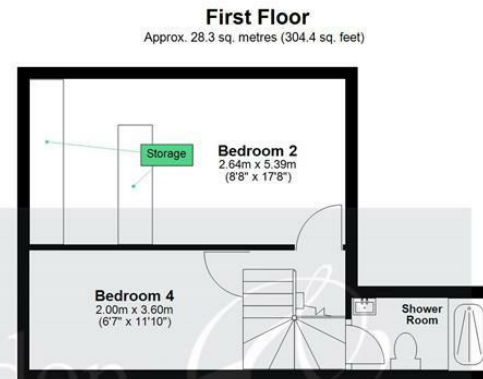 First Floor
Approx. 28.3 sq. metres (304.4 sq. feet)
Storage
Bedroom 2
2.64m x 5.39m
(8'8" x 17'8")
Bedroom 4
2.00m x 3.60m
(6'7" x 11'10")
Shower
Room